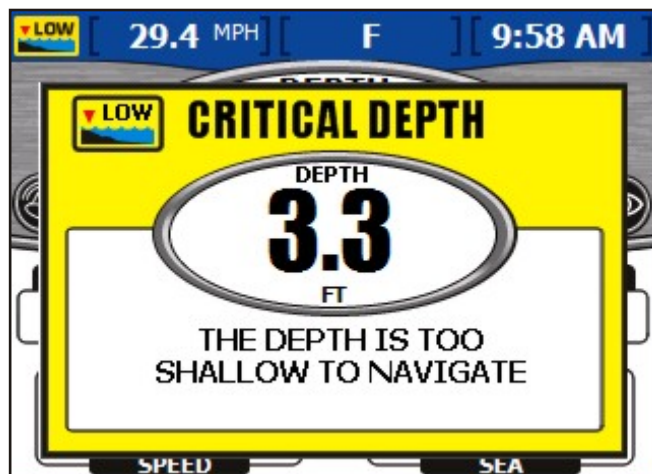 LOW [ 29.4 MPH ] [ F ] [ 9:58 AM ]
DEPTH
LOW CRITICAL DEPTH
DEPTH
3.3
FT
THE DEPTH IS TOO
SHALLOW TO NAVIGATE
SPEED SEA